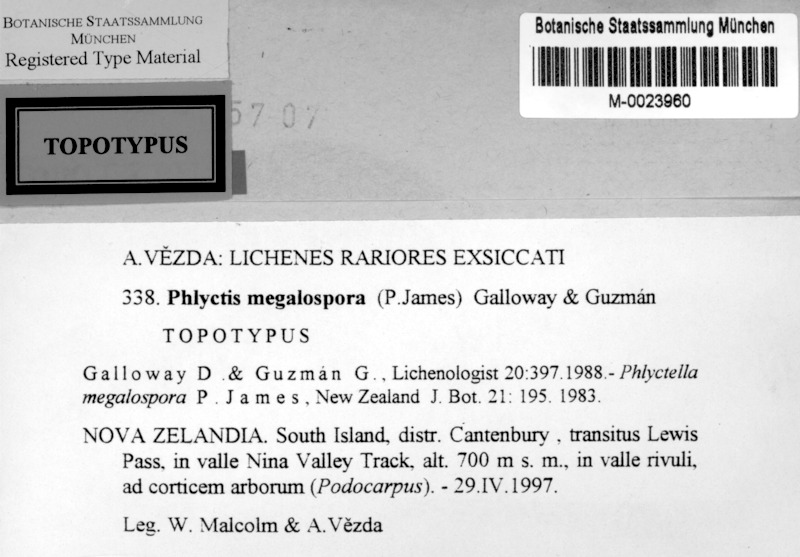 BOTANISCHE STAATSSAMMLUNG
MÜNCHEN
Registered Type Material
Botanische Staatssammlung München
M-0023960
5707
TOPOTYPUS
A.VĚZDA: LICHENES RARIORES EXSICCATI
338. Phlyctis megalospora (P.James) Galloway & Guzmán
TOPOTYPUS
Galloway D .& Guzmán G., Lichenologist 20:397.1988.- Phlyctella
megalospora P.James, New Zealand J. Bot. 21: 195. 1983.
NOVA ZELANDIA. South Island, distr. Cantenbury , transitus Lewis
Pass, in valle Nina Valley Track, alt. 700 m s. m., in valle rivuli,
ad corticem arborum (Podocarpus). - 29.IV.1997.
Leg. W. Malcolm & A.Vězda